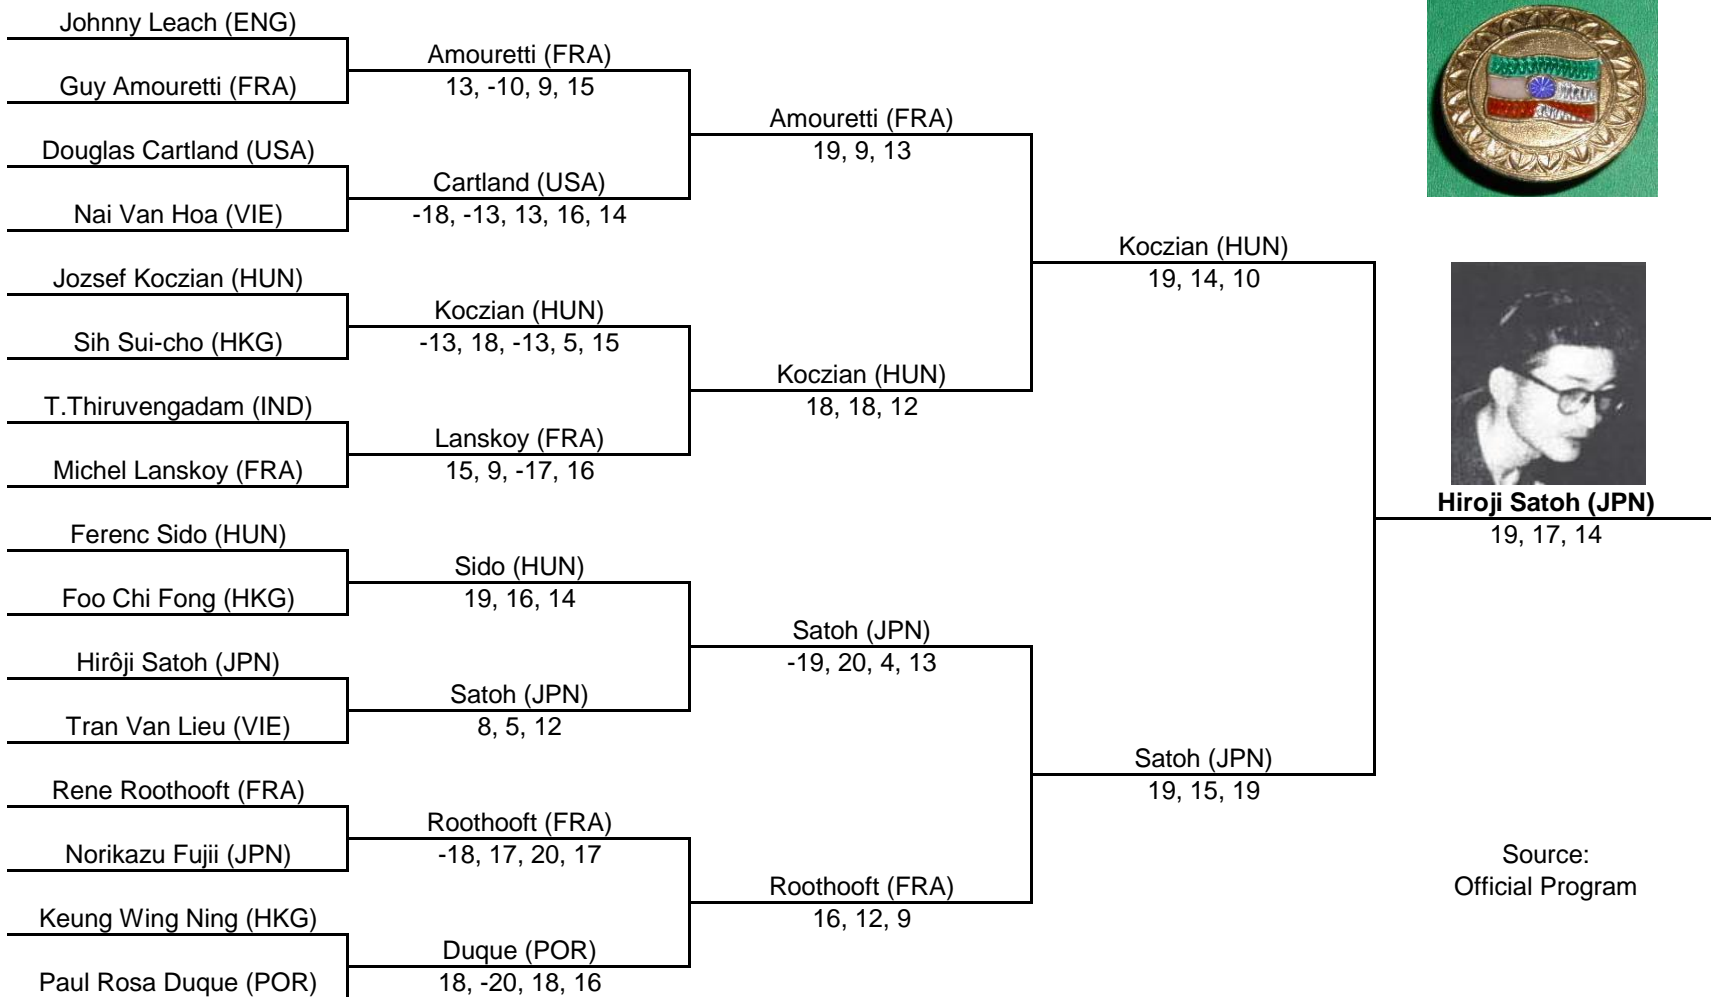 Johnny Leach (ENG)
Guy Amouretti (FRA)
Douglas Cartland (USA)
Nai Van Hoa (VIE)
Jozsef Koczian (HUN)
Sih Sui-cho (HKG)
T.Thiruvengadam (IND)
Michel Lanskoy (FRA)
Ferenc Sido (HUN)
Foo Chi Fong (HKG)
Hirôji Satoh (JPN)
Tran Van Lieu (VIE)
Rene Roothooft (FRA)
Norikazu Fujii (JPN)
Keung Wing Ning (HKG)
Paul Rosa Duque (POR)
Amouretti (FRA)
13, -10, 9, 15
Cartland (USA)
-18, -13, 13, 16, 14
Koczian (HUN)
-13, 18, -13, 5, 15
Lanskoy (FRA)
15, 9, -17, 16
Sido (HUN)
19, 16, 14
Satoh (JPN)
8, 5, 12
Roothooft (FRA)
-18, 17, 20, 17
Duque (POR)
18, -20, 18, 16
Amouretti (FRA)
19, 9, 13
Koczian (HUN)
18, 18, 12
Satoh (JPN)
-19, 20, 4, 13
Roothooft (FRA)
16, 12, 9
Koczian (HUN)
19, 14, 10
Satoh (JPN)
19, 15, 19
Hiroji Satoh (JPN)
19, 17, 14
Source:
Official Program